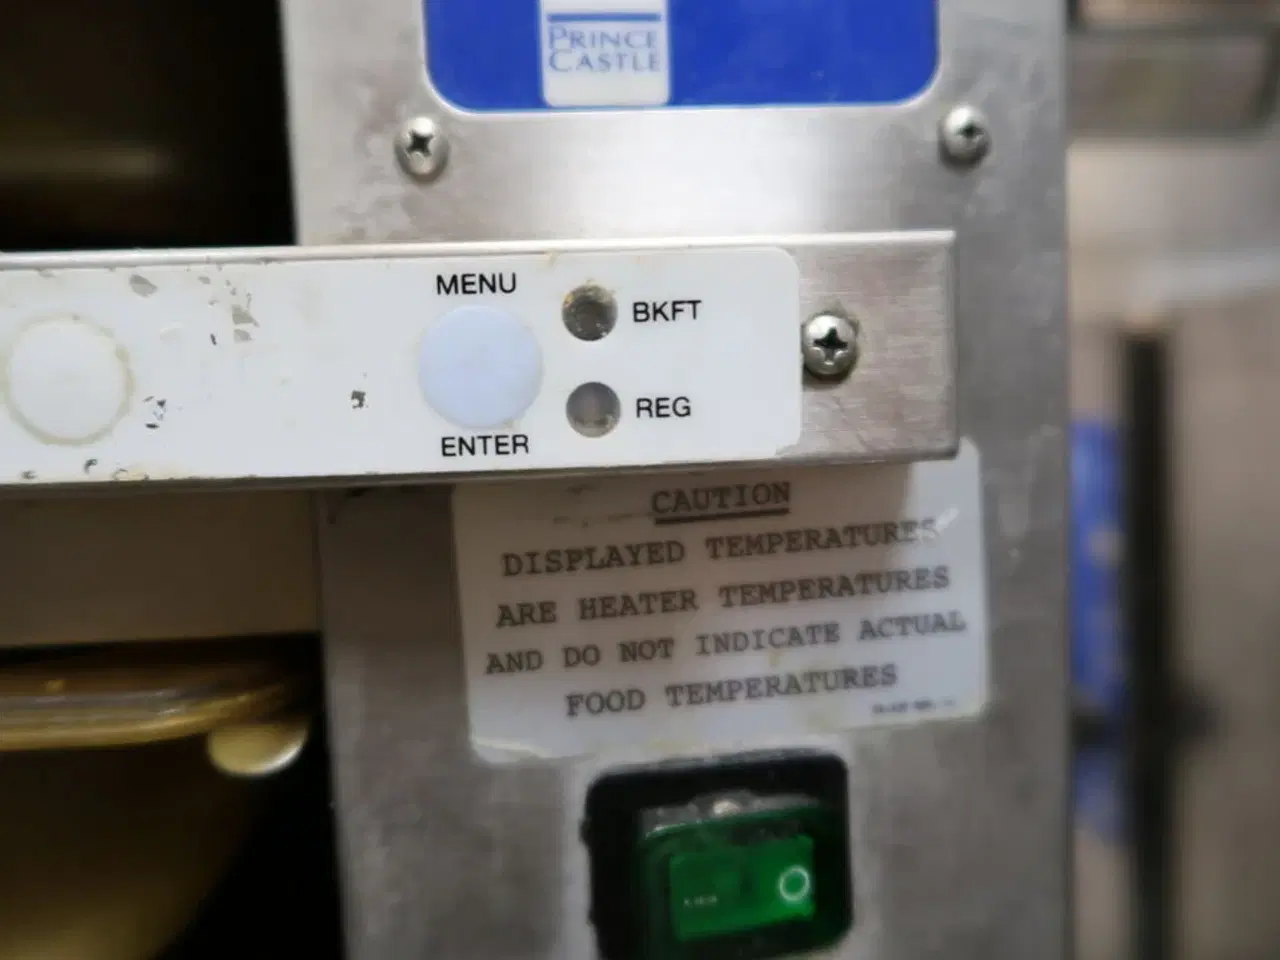 PRINCE
CASTLE
MENU
BKFT
REG
ENTER
CAUTION
DISPLAYED TEMPERATURES
ARE HEATER TEMPERATURES
AND DO NOT INDICATE ACTUAL
FOOD TEMPERATURES